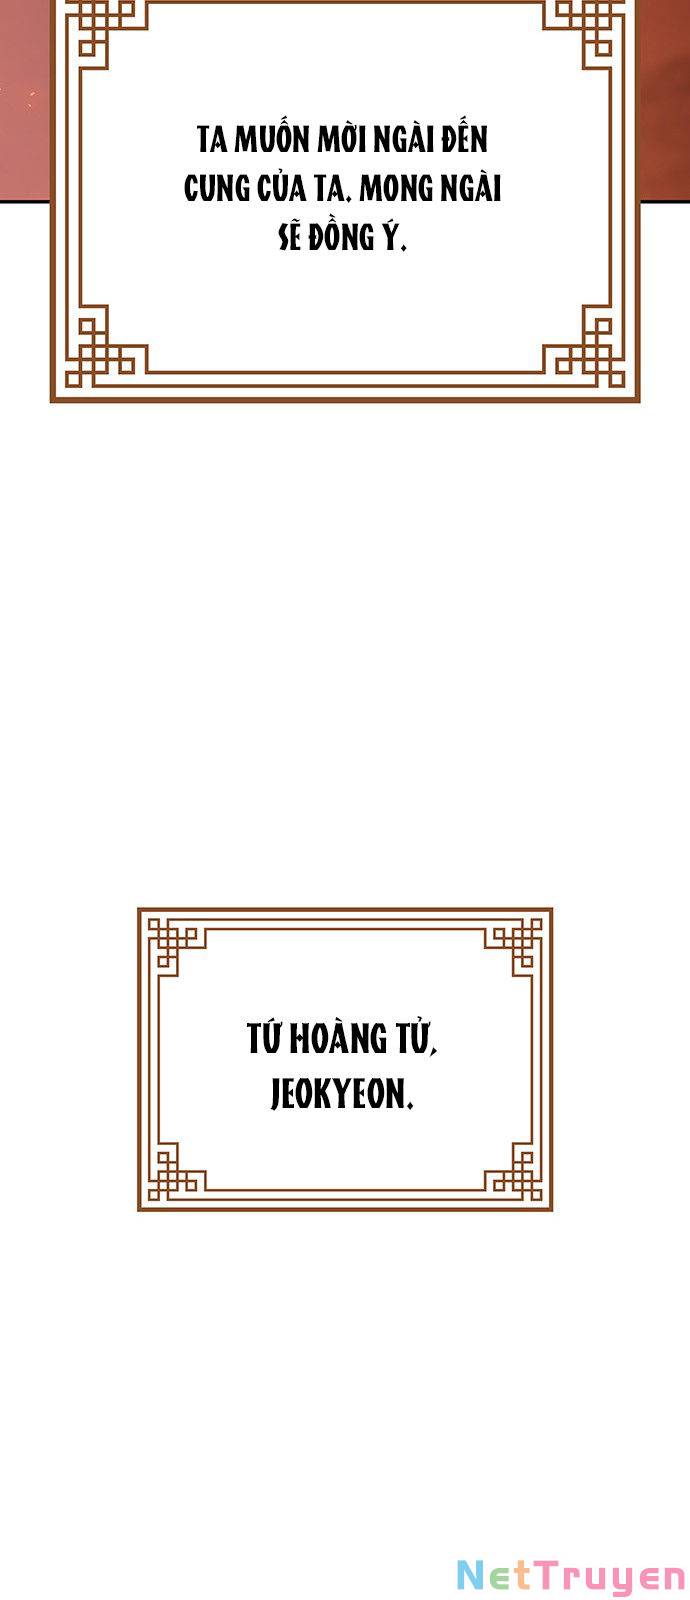 TA MUỐN MỜI NGÀI ĐẾN
CUNG CỦA TA. MONG NGÀI
SẼ ĐỒNG Ý.
TỨ HOÀNG TỬ,
JEOKYEON.
NetTruyen